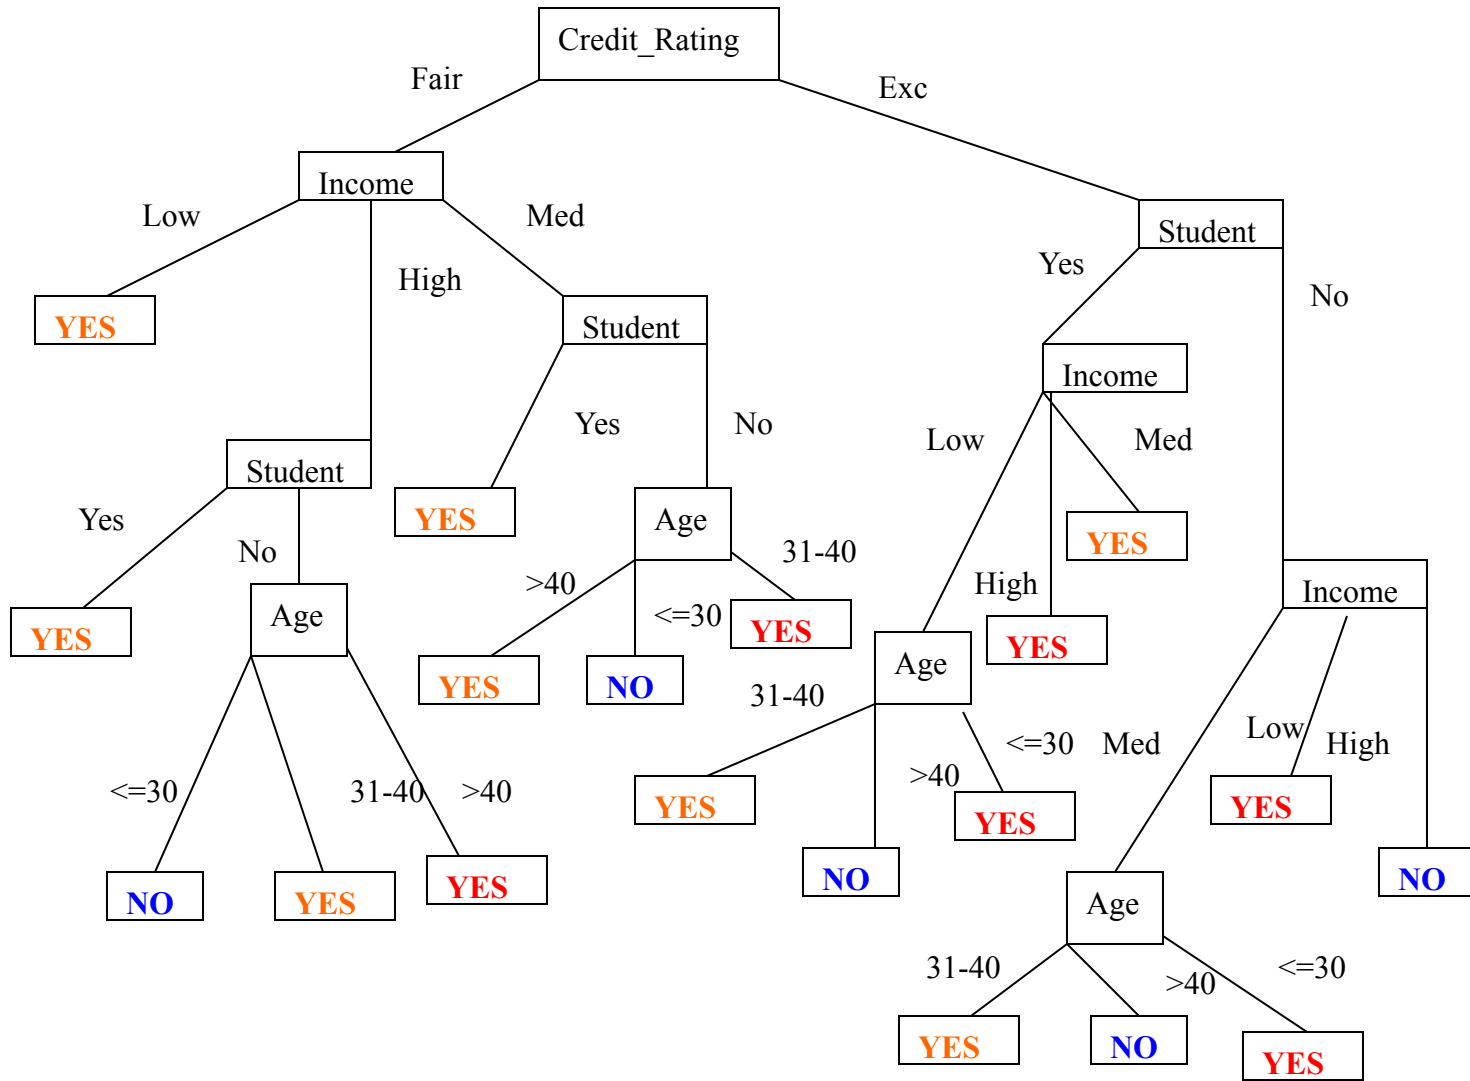 Credit_Rating
Fair
Exc
Income
Low
Med
Student
Yes
High
No
YES
Student
Income
Yes
No
Low
Med
Student
Yes
YES
Age
YES
No
31-40
>40
High
Income
YES
Age
<=30
YES
YES
Age
YES
NO
31-40
<=30
Med
Low
High
>40
<=30
31-40
>40
YES
YES
YES
NO
YES
NO
YES
NO
YES
Age
NO
31-40
>40
<=30
YES
NO
YES